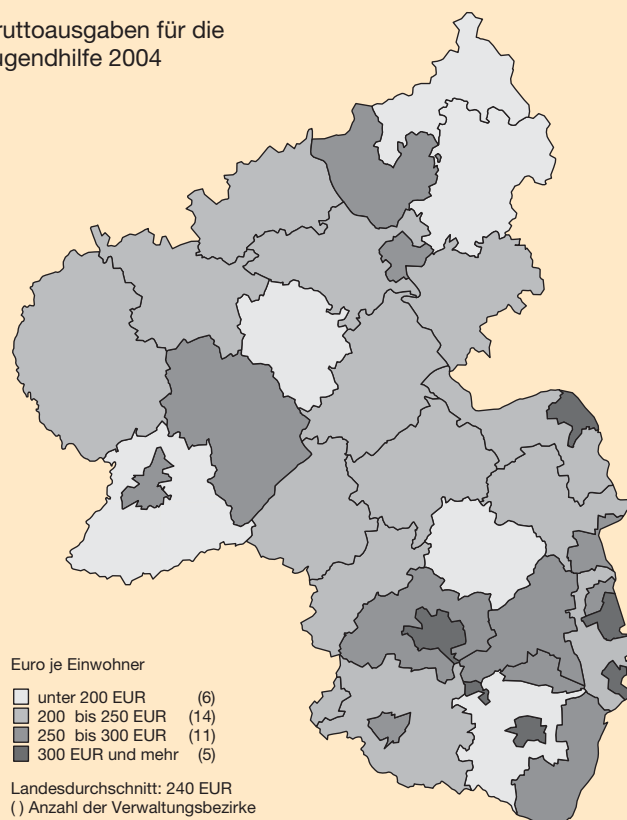 ruttoausgaben für die
ugendhilfe 2004
Euro je Einwohner
unter 200 EUR (6)
200 bis 250 EUR (14)
250 bis 300 EUR (11)
300 EUR und mehr (5)
Landesdurchschnitt: 240 EUR
( ) Anzahl der Verwaltungsbezirke